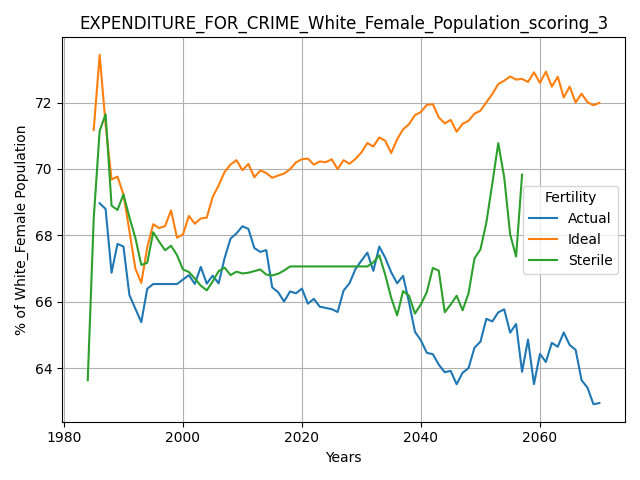 EXPENDITURE_FOR_CRIME_White_Female_Population_scoring_3
% of White_Female Population
72
70
68
66
64
Fertility
Actual
Ideal
Sterile
1980 2000 2020 2040 2060
Years